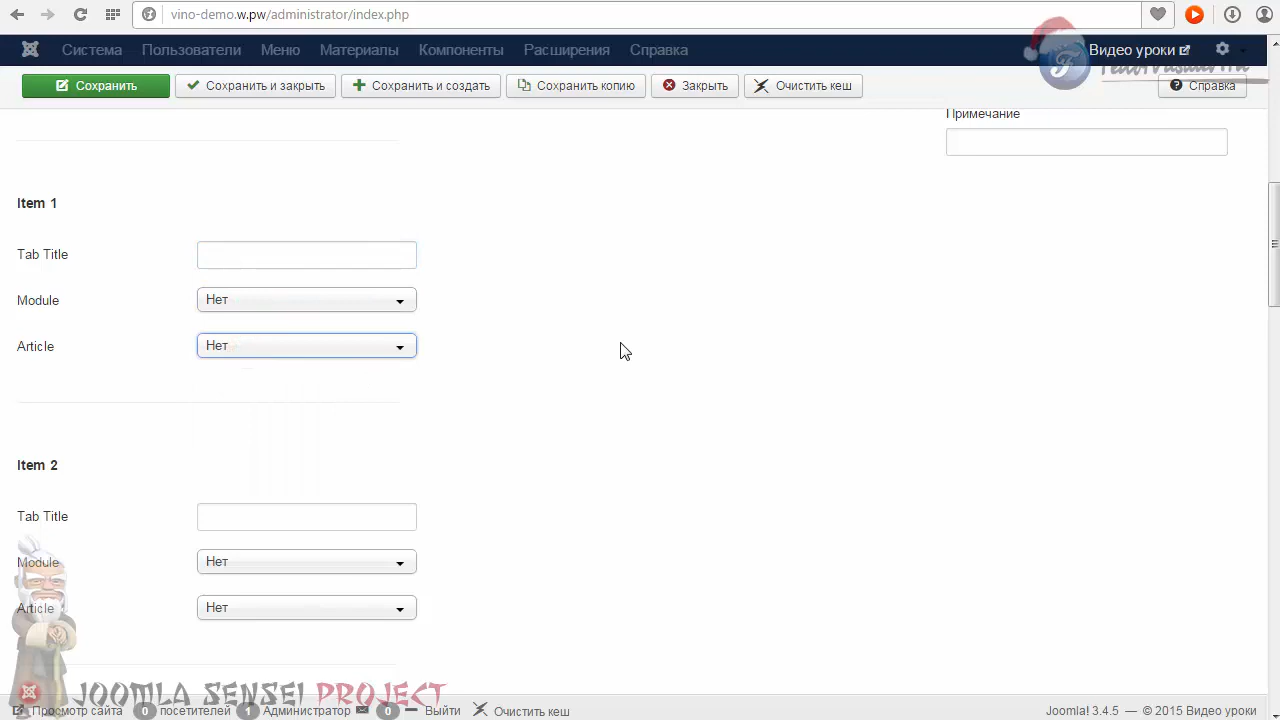 vino-demo.w.pw/administrator/index.php
Система Пользователи Меню Материалы Компоненты Расширения Справка Видео уроки
Сохранить Сохранить и закрыть Сохранить и создать Сохранить копию Закрыть Очистить кеш Справка
Примечание
Item 1
Tab Title
Module Нет
Article Нет
Item 2
Tab Title
Module Нет
Article Нет
JOOMLA SENSEI PROJECT
Просмотр сайта 0 посетителей 1 Администратор 0 Выйти Очистить кеш Joomla! 3.4.5 — © 2015 Видео уроки